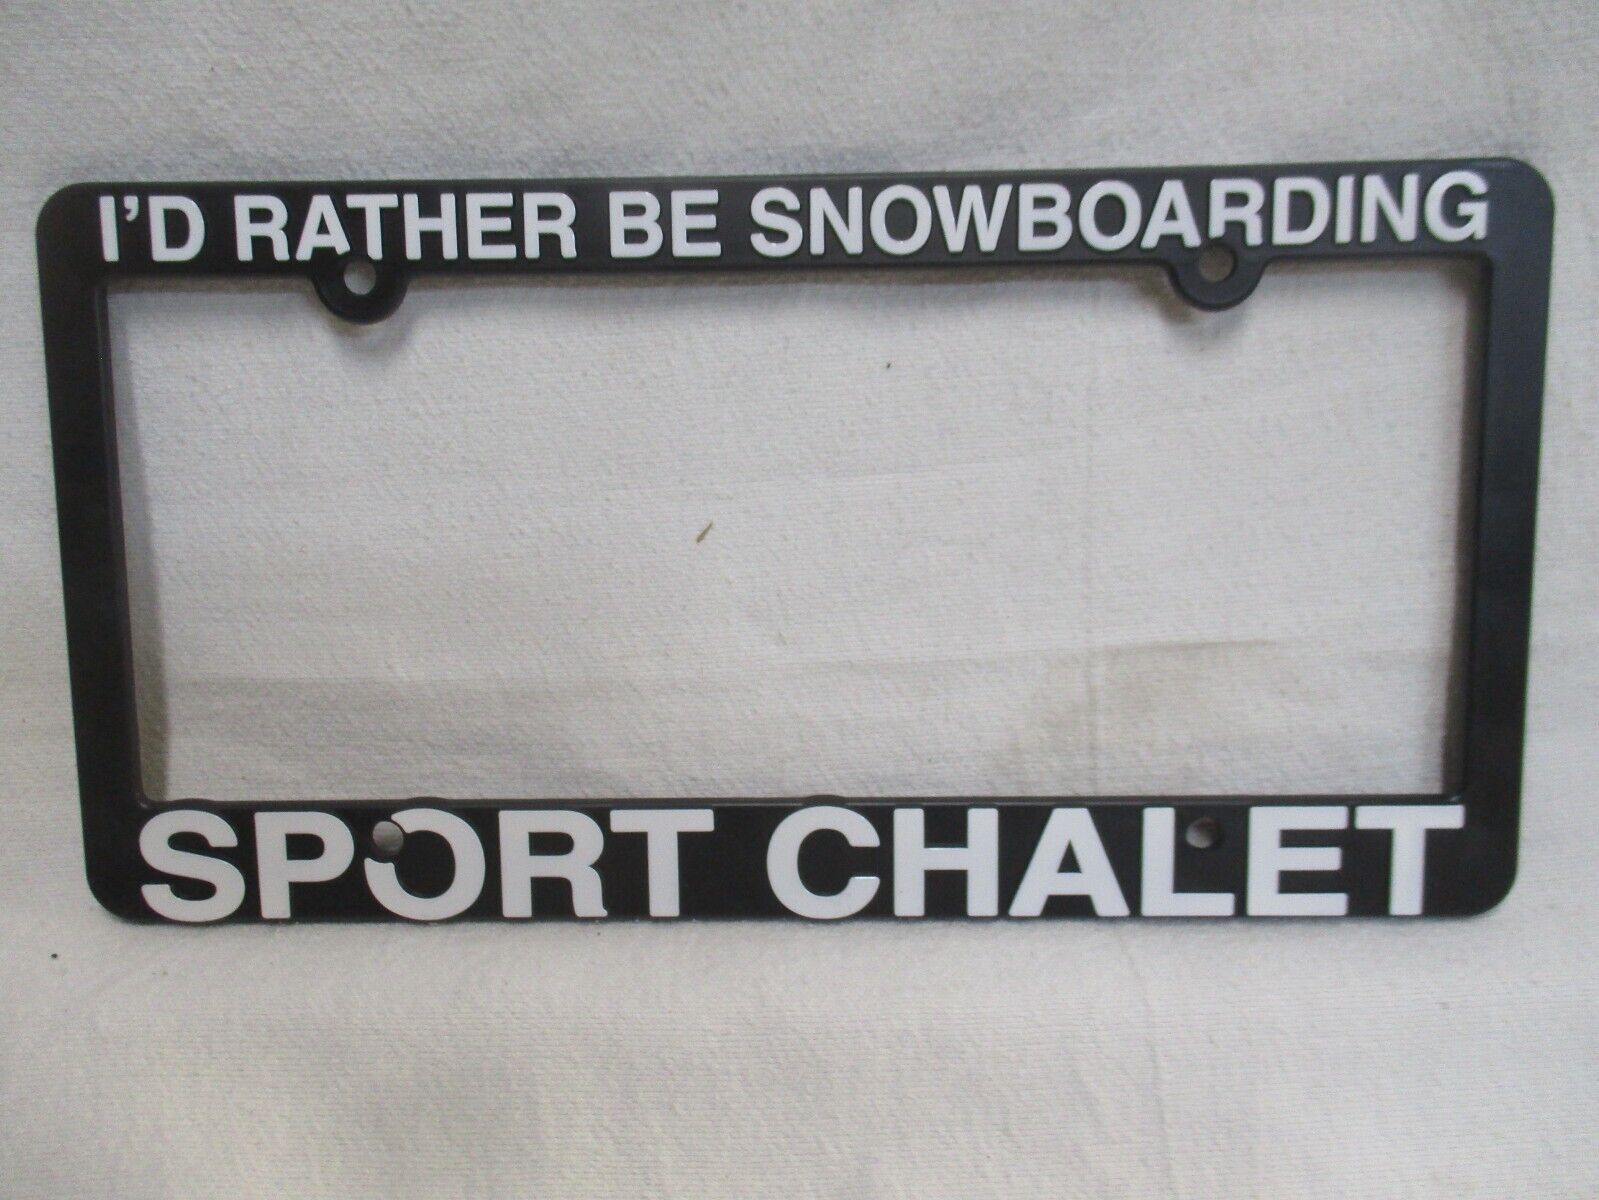 I'D RATHER BE SNOWBOARDING
SPORT CHALET